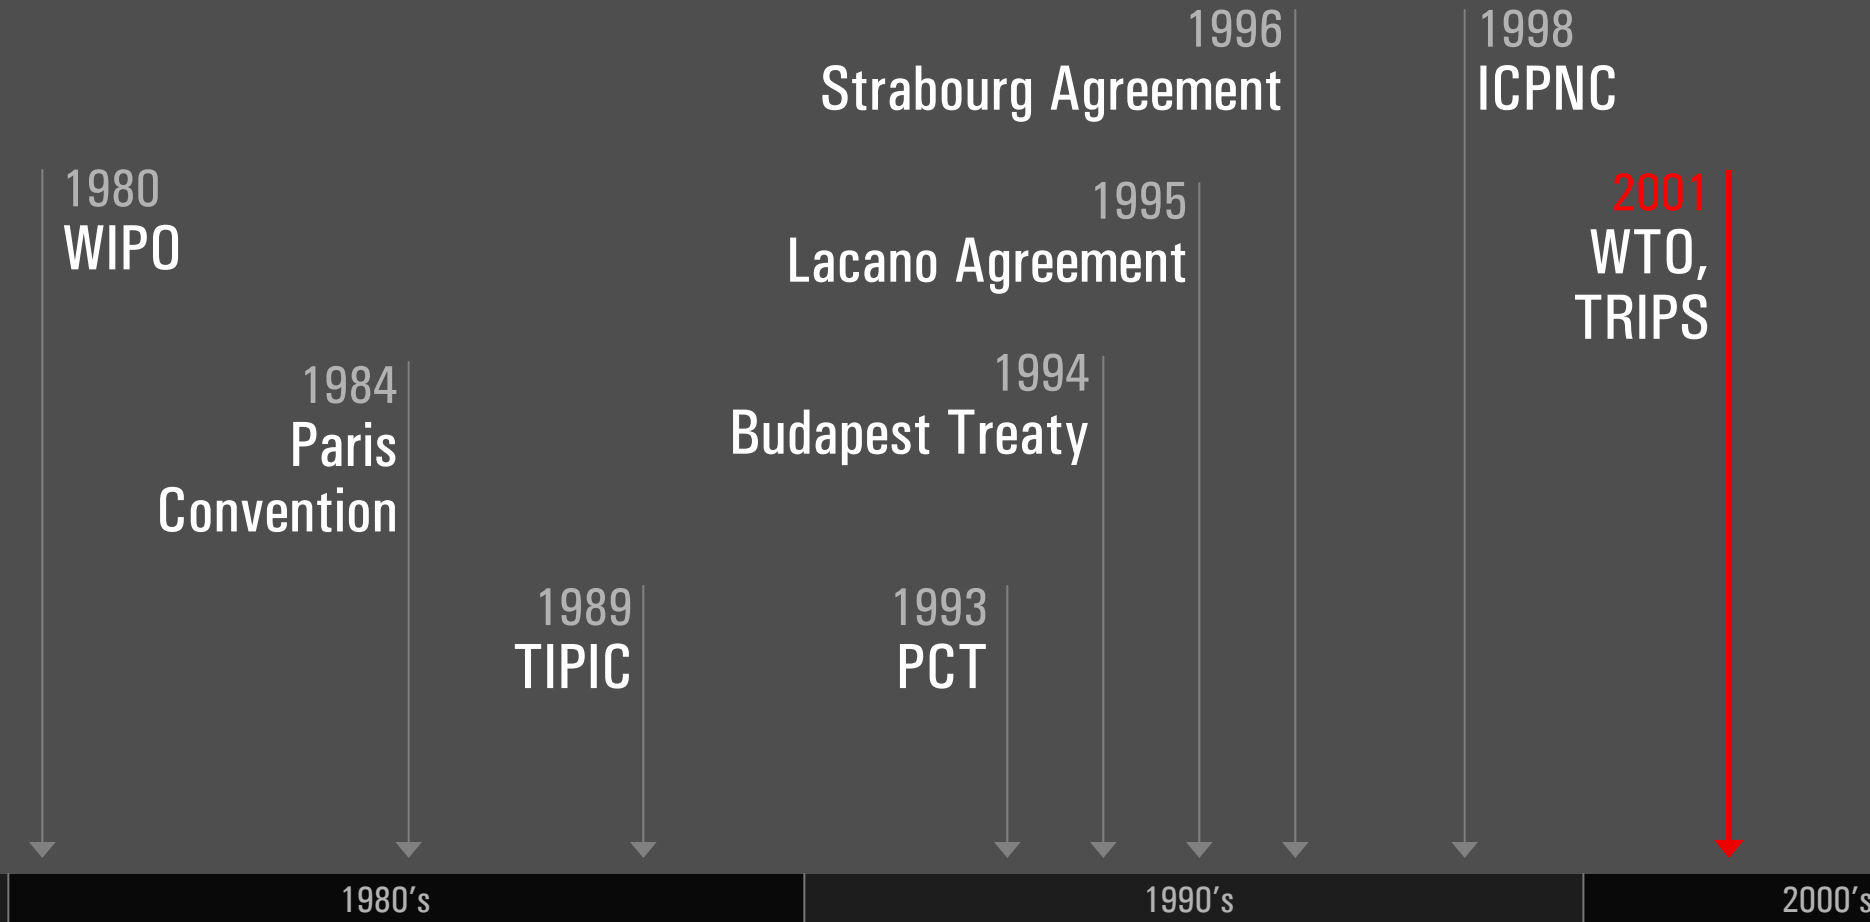 1980
WIPO
1984
Paris
Convention
1989
TIPIC
1993
PCT
1994
Budapest Treaty
1995
Lacano Agreement
1996
Strabourg Agreement
1998
ICPNC
2001
WTO,
TRIPS
1980's
1990's
2000's